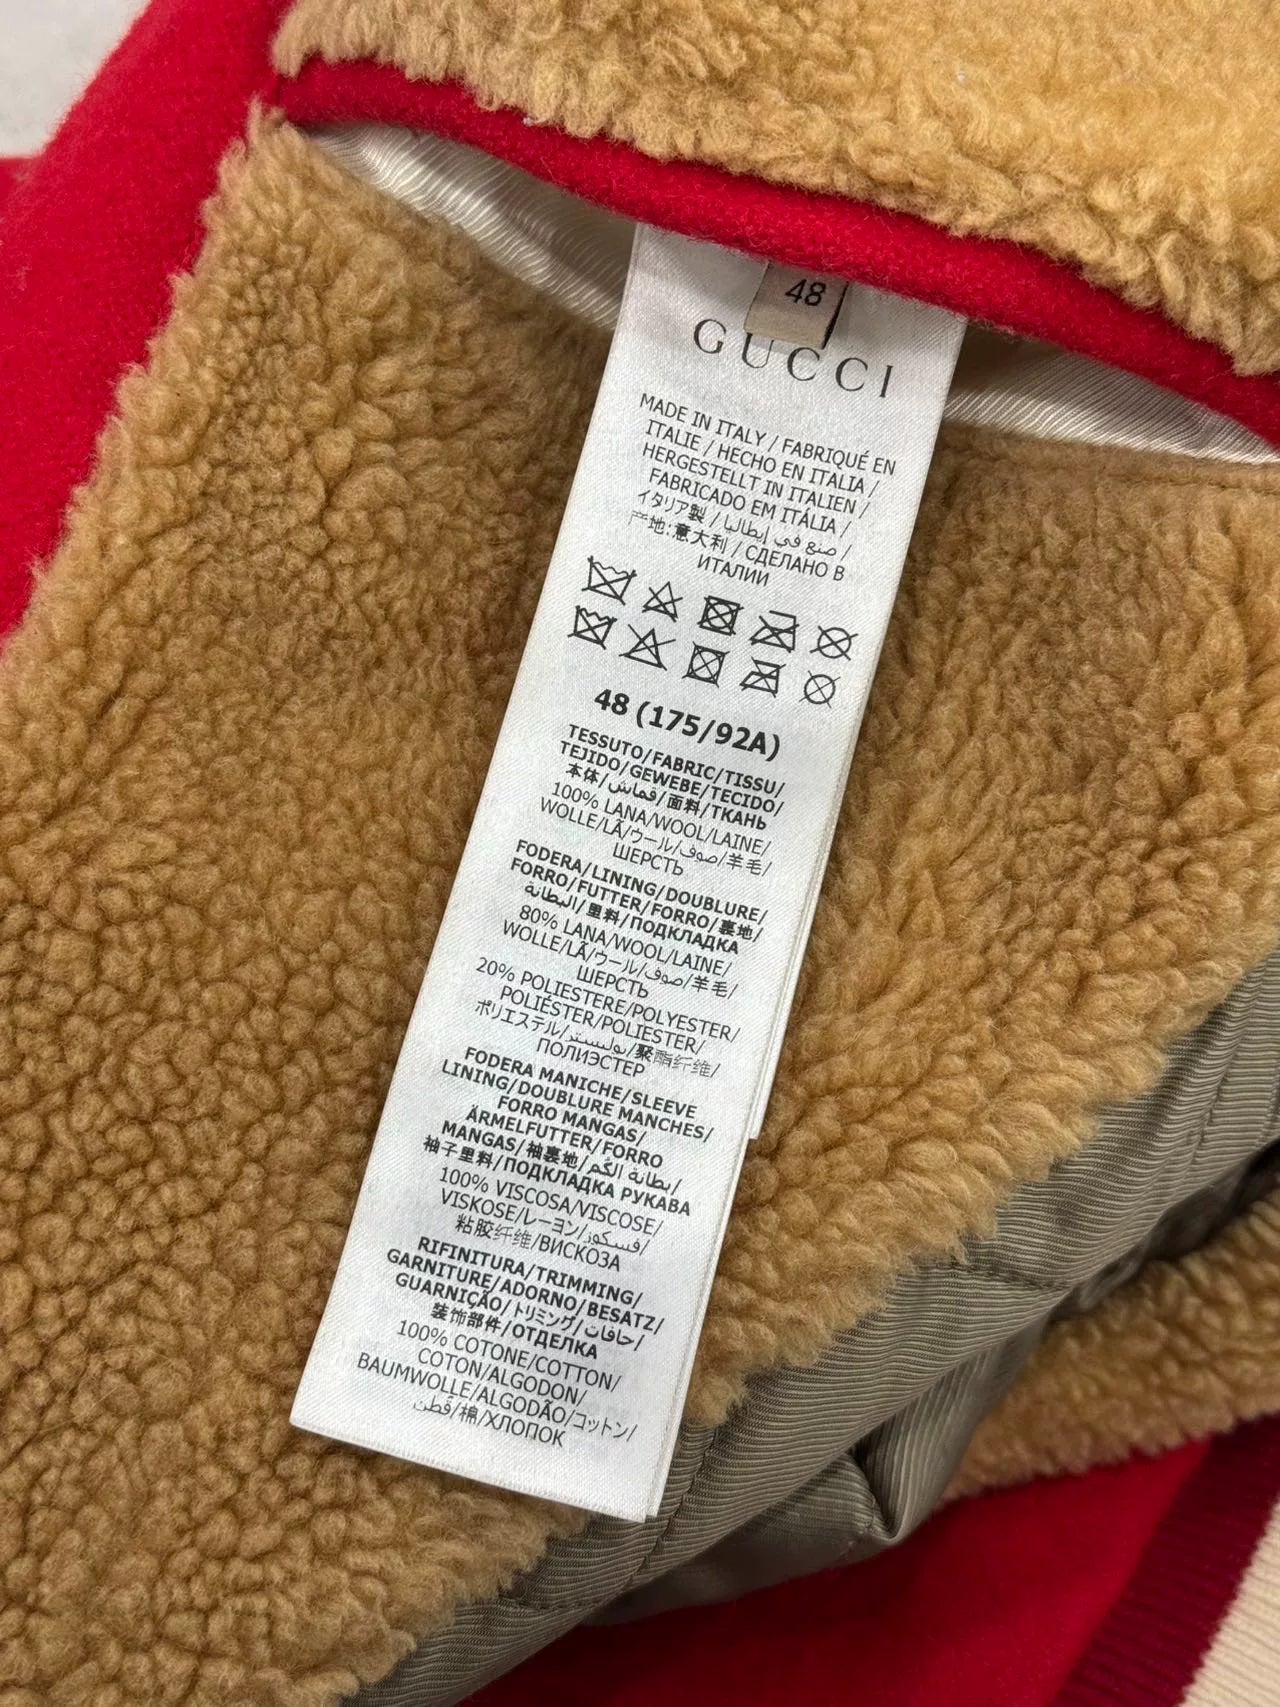 48
GUCCI
MADE IN ITALY / FABRIQUÉ EN
ITALIE / HECHO EN ITALIA /
HERGESTELLT IN ITALIEN /
FABRICADO EM ITÁLIA /
イタリア製 / صنع في إيطاليا /
产地:意大利 / СДЕЛАНО В
ИТАЛИИ
48 (175/92A)
TESSUTO/FABRIC/TISSU/
TEJIDO/GEWEBE/TECIDO/
本体/قماش/面料/ТКАНЬ
100% LANA/WOOL/LAINE/
WOLLE/LÃ/ウール/صوف/羊毛/
ШЕРСТЬ
FODERA/LINING/DOUBLURE/
FORRO/FUTTER/FORRO/裏地/
البطانة/里料/ПОДКЛАДКА
80% LANA/WOOL/LAINE/
WOLLE/LÃ/ウール/صوف/羊毛/
ШЕРСТЬ
20% POLIESTERE/POLYESTER/
POLIÉSTER/POLIESTER/
ポリエステル/بوليستر/聚酯纤维/
ПОЛИЭСТЕР
FODERA MANICHE/SLEEVE
LINING/DOUBLURE MANCHES/
FORRO MANGAS/
ÄRMELFUTTER/FORRO
MANGAS/袖裏地/بطانة الكُم/
袖子里料/ПОДКЛАДКА РУКАВА
100% VISCOSA/VISCOSE/
VISKOSE/レーヨン/فسكوز/
粘胶纤维/ВИСКОЗА
RIFINITURA/TRIMMING/
GARNITURE/ADORNO/BESATZ/
GUARNIÇÃO/トリミング/حافات/
装饰部件/ОТДЕЛКА
100% COTONE/COTTON/
COTON/ALGODON/
BAUMWOLLE/ALGODÃO/コットン/
قطن/棉/ХЛОПОК